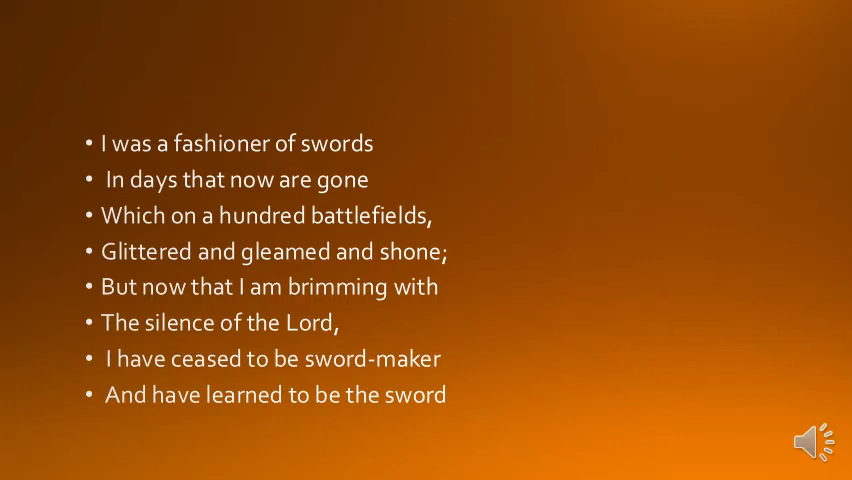 • I was a fashioner of swords
• In days that now are gone
• Which on a hundred battlefields,
• Glittered and gleamed and shone;
• But now that I am brimming with
• The silence of the Lord,
• I have ceased to be sword-maker
• And have learned to be the sword